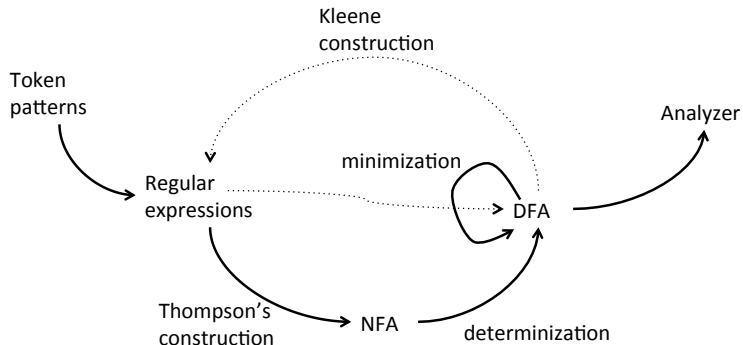 Kleene
construction
Token
patterns
Analyzer
minimization
Regular
expressions
DFA
Thompson's
construction
NFA
determinization